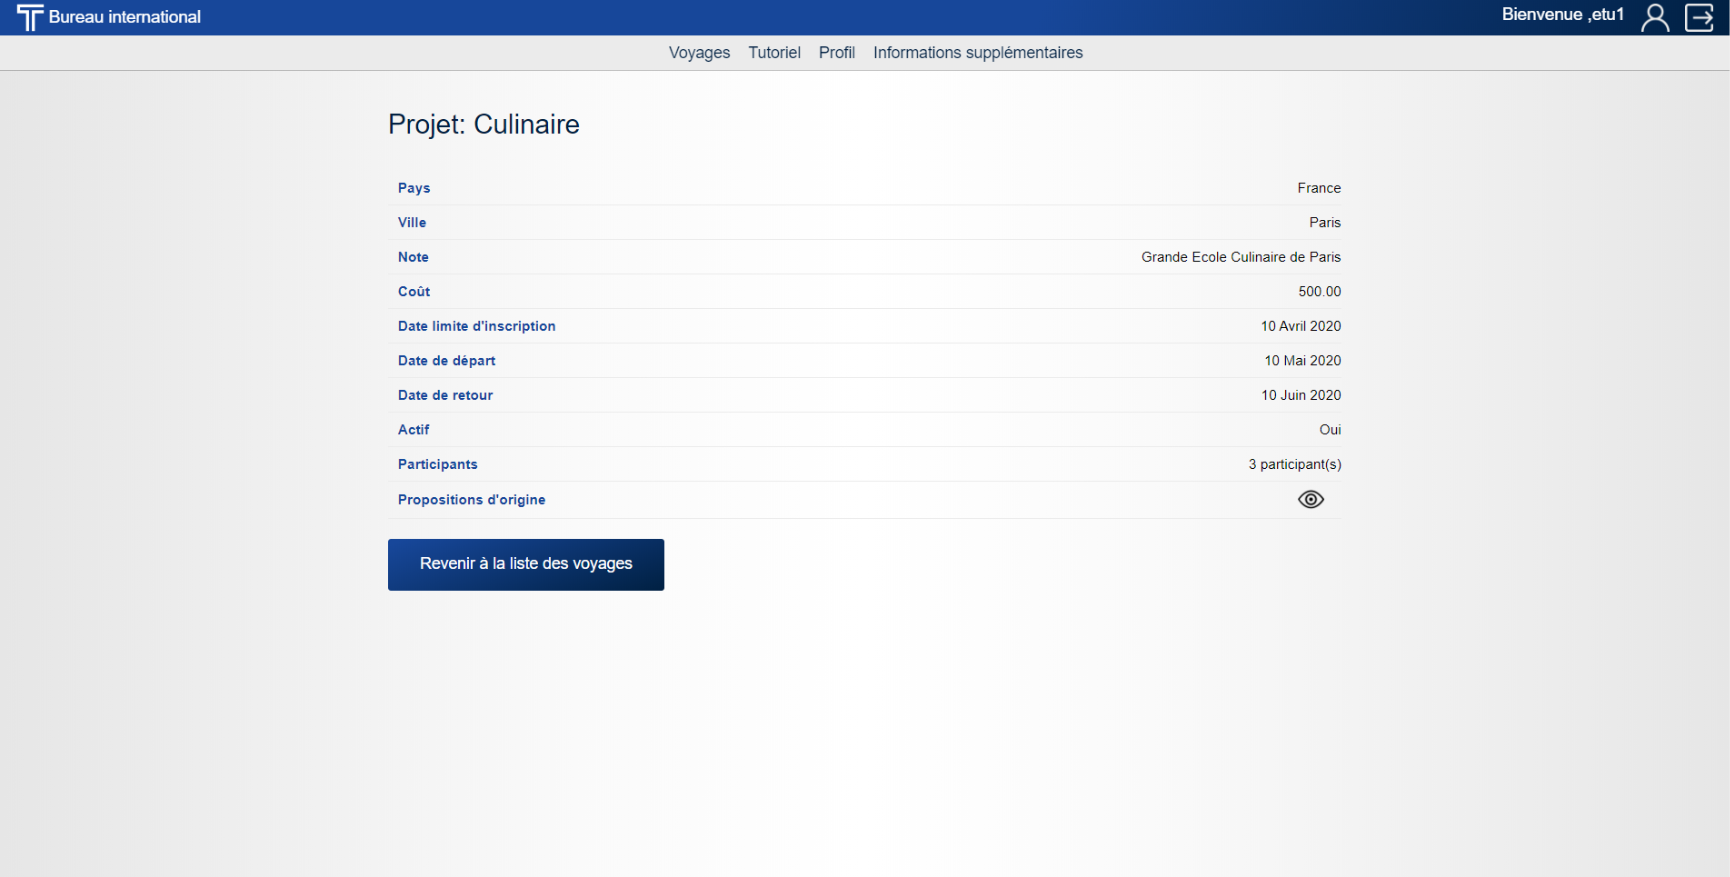 Bureau international
Bienvenue ,etu1
Voyages Tutoriel Profil Informations supplémentaires
Projet: Culinaire
Pays France
Ville Paris
Note Grande Ecole Culinaire de Paris
Coût 500.00
Date limite d'inscription 10 Avril 2020
Date de départ 10 Mai 2020
Date de retour 10 Juin 2020
Actif Oui
Participants 3 participant(s)
Propositions d'origine
Revenir à la liste des voyages